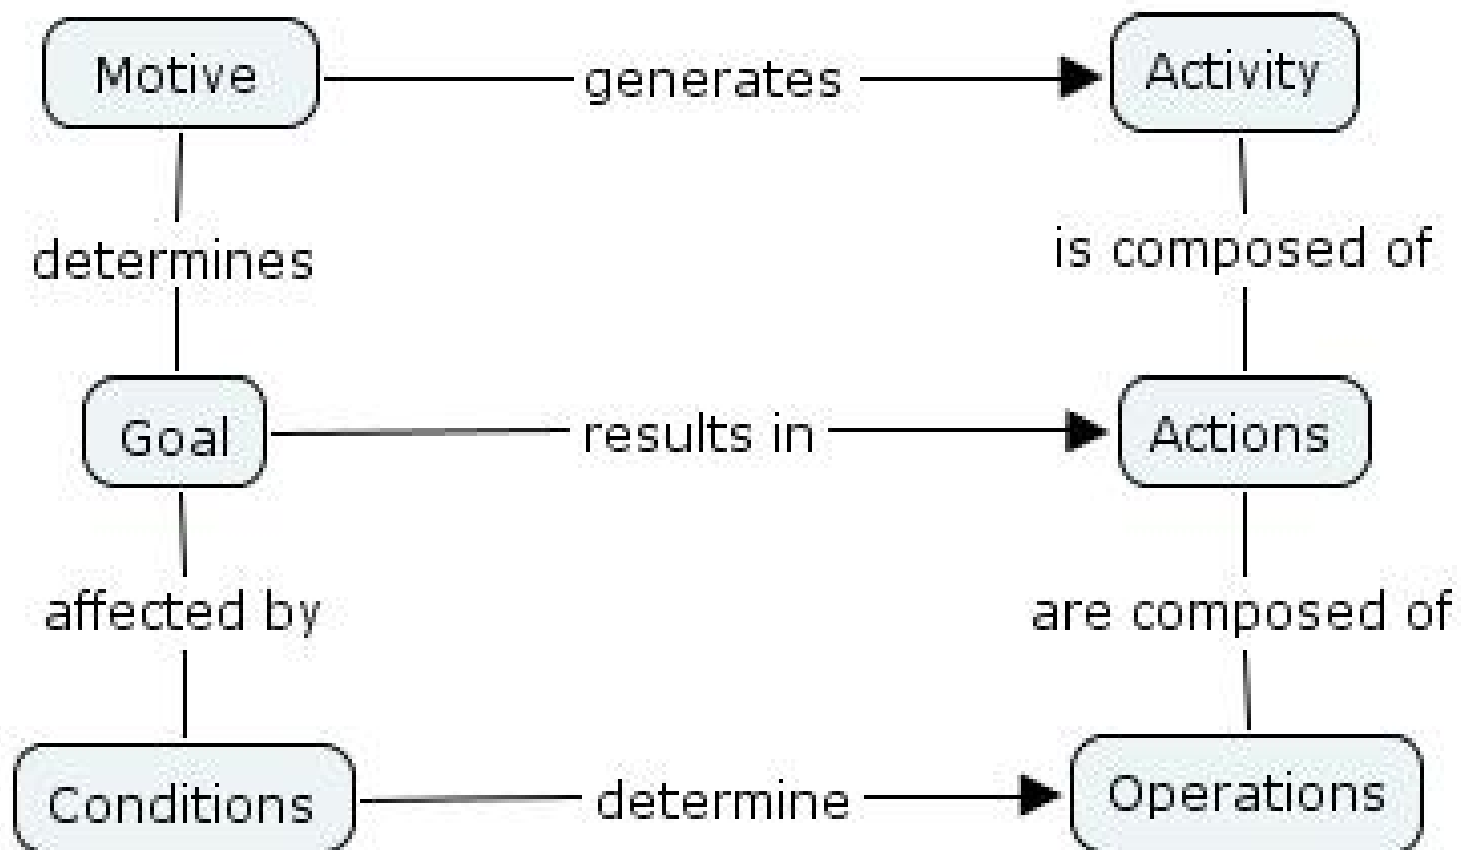 Motive generates Activity
determines is composed of
Goal results in Actions
affected by are composed of
Conditions determine Operations